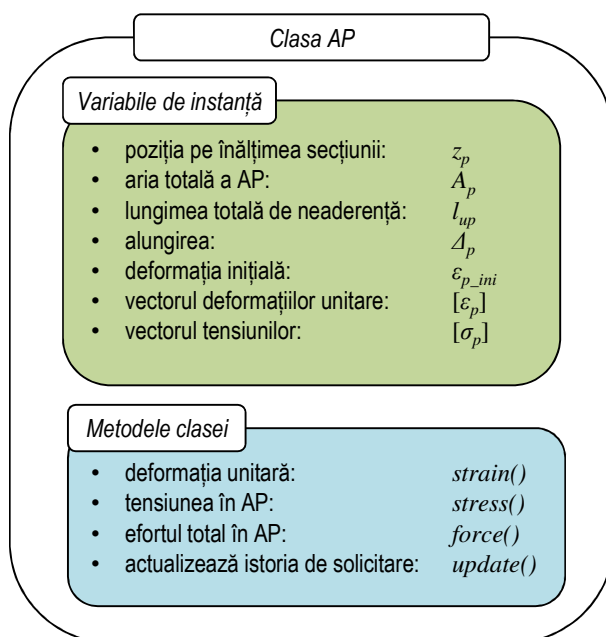 Clasa AP
Variabile de instanță
• poziția pe înălțimea secțiunii: z_p
• aria totală a AP: A_p
• lungimea totală de neaderență: l_up
• alungirea: Δ_p
• deformația inițială: ε_p_ini
• vectorul deformațiilor unitare: [ε_p]
• vectorul tensiunilor: [σ_p]
Metodele clasei
• deformația unitară: strain()
• tensiunea în AP: stress()
• efortul total în AP: force()
• actualizează istoria de solicitare: update()